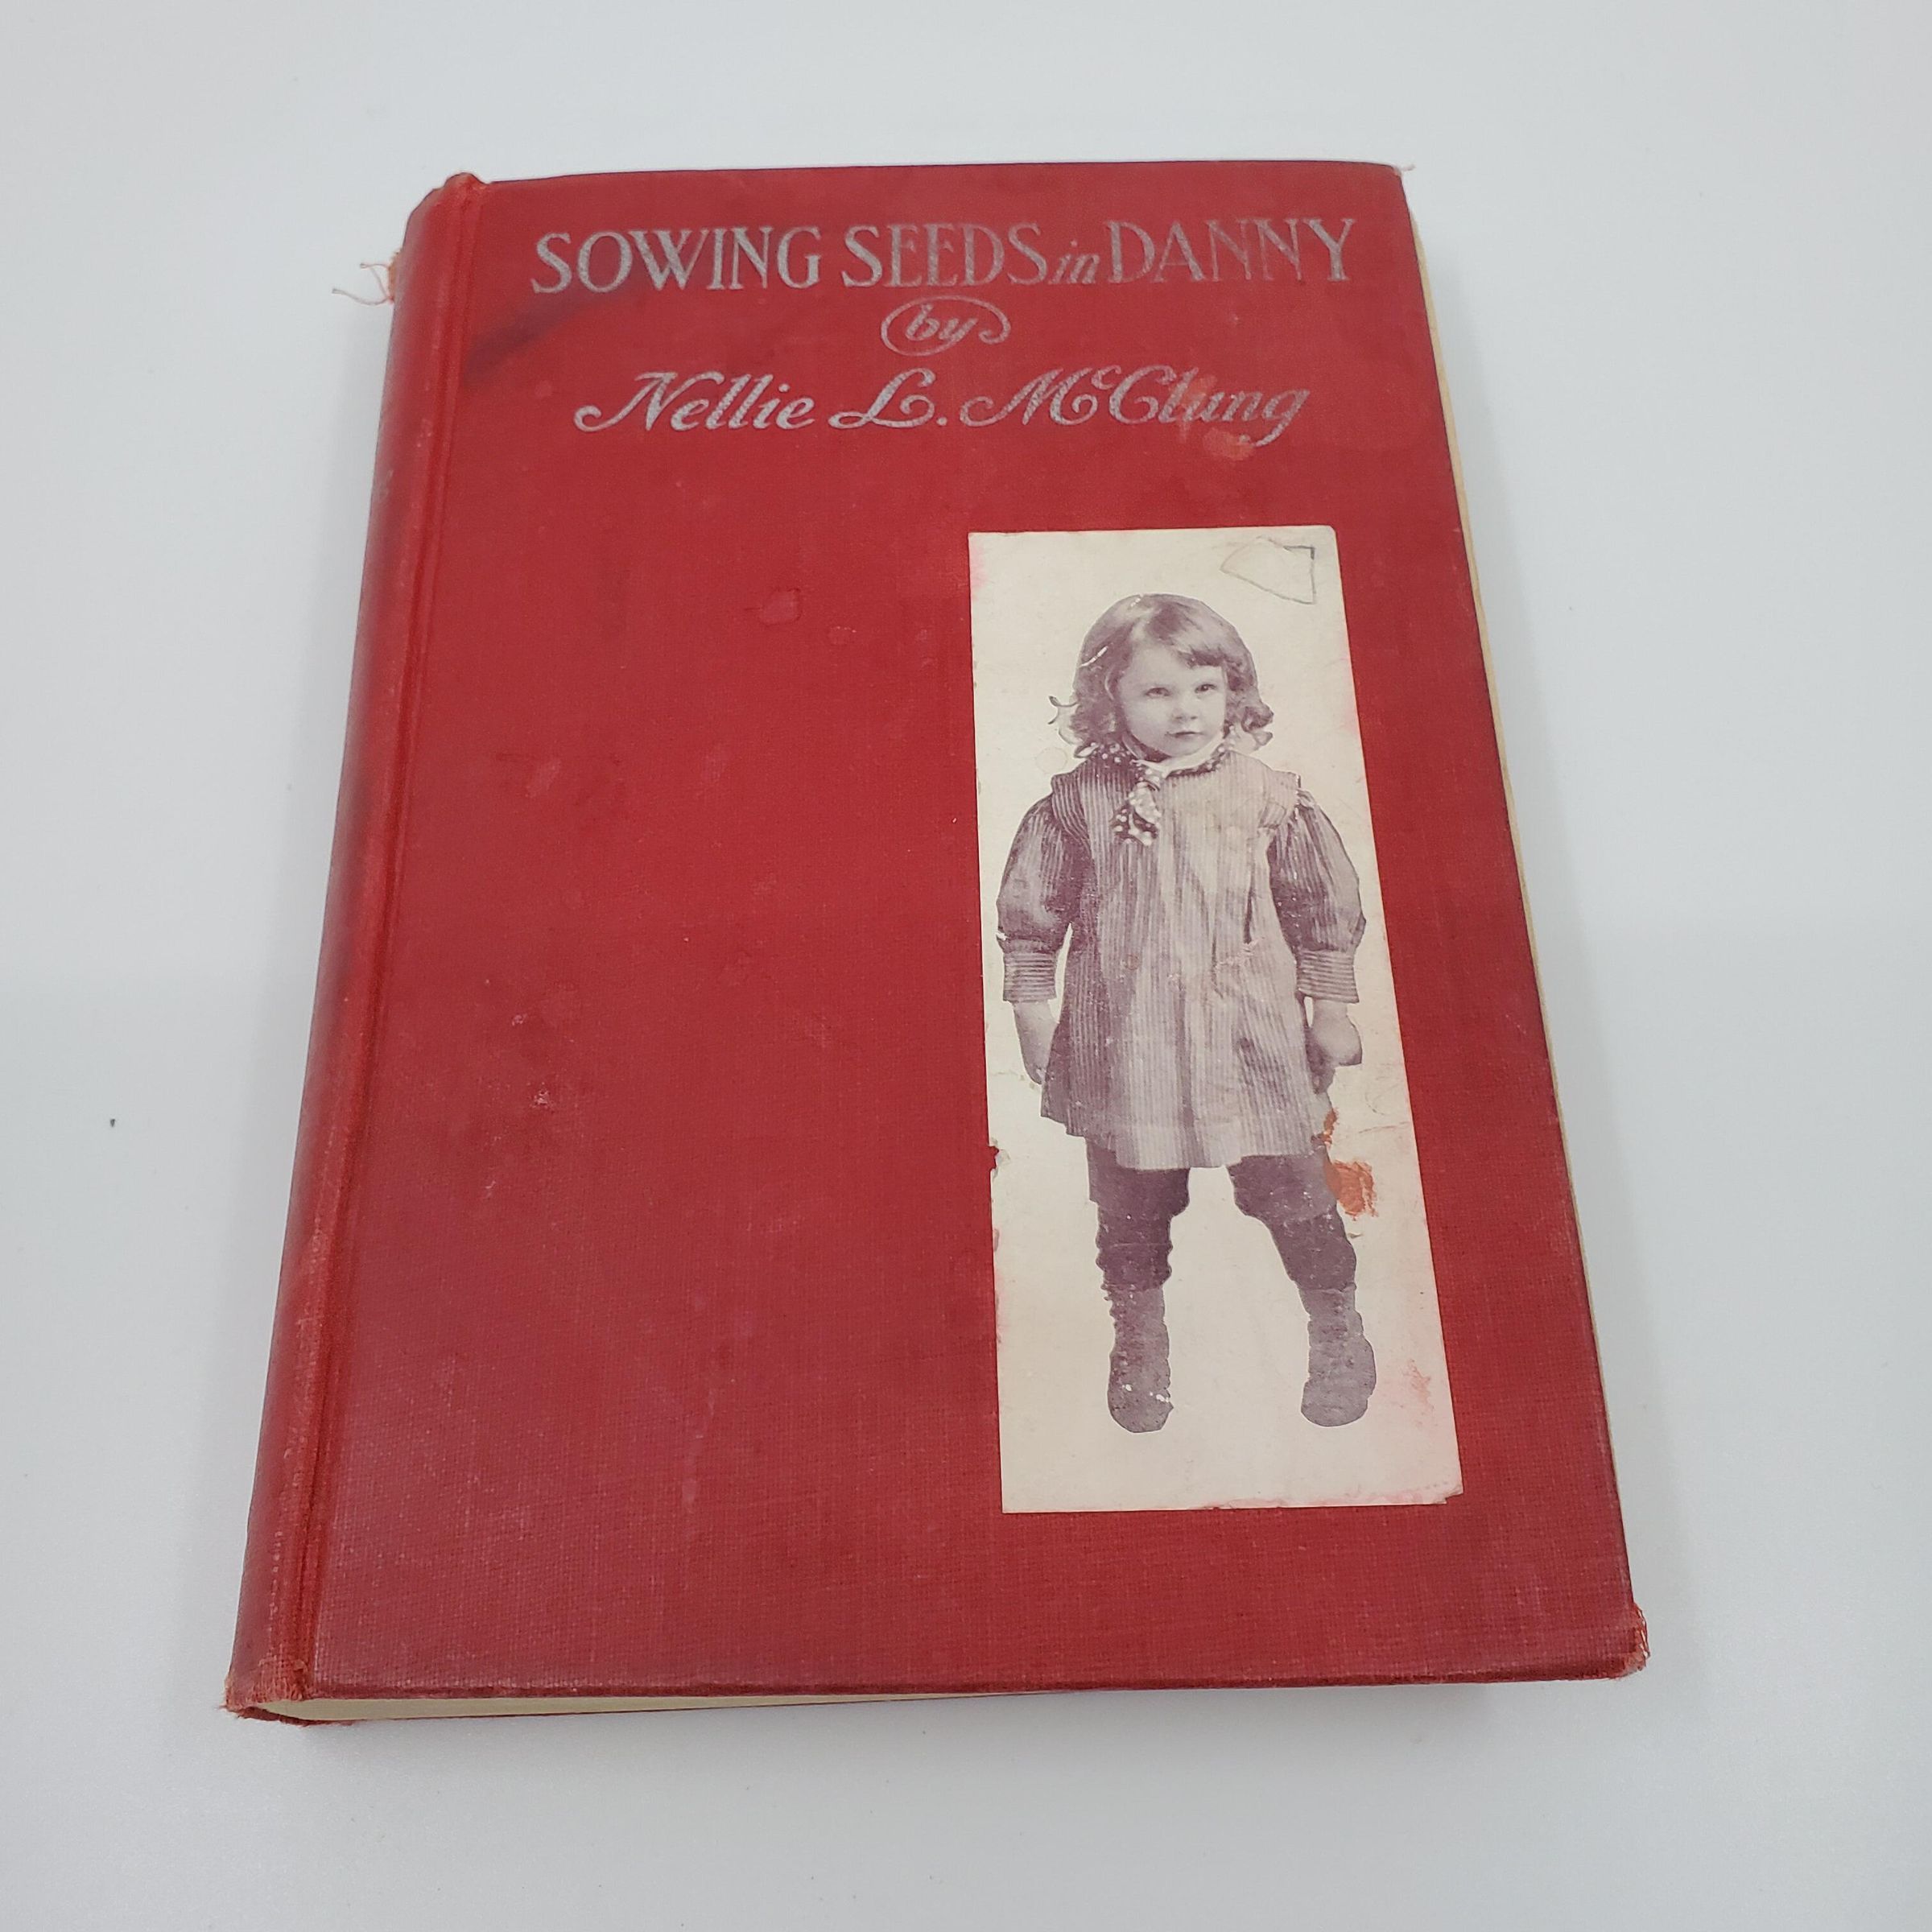 SOWING SEEDS in DANNY
by
Nellie L. McClung